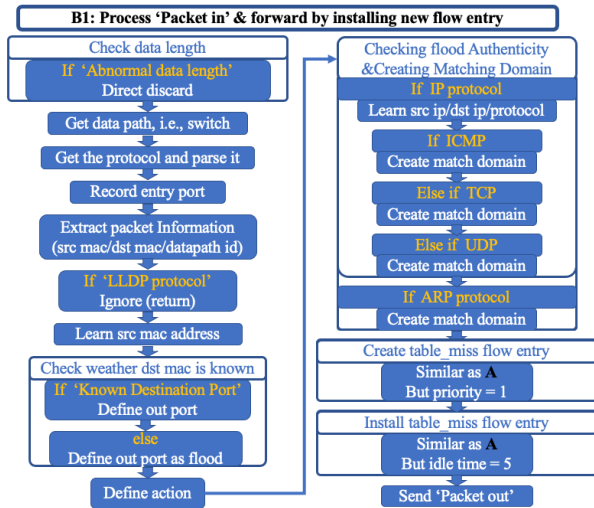 B1: Process ‘Packet in’ & forward by installing new flow entry
Check data length
If ‘Abnormal data length’
Direct discard
Get data path, i.e., switch
Get the protocol and parse it
Record entry port
Extract packet Information
(src mac/dst mac/datapath id)
If ‘LLDP protocol’
Ignore (return)
Learn src mac address
Check weather dst mac is known
If ‘Known Destination Port’
Define out port
else
Define out port as flood
Define action
Checking flood Authenticity
&Creating Matching Domain
If IP protocol
Learn src ip/dst ip/protocol
If ICMP
Create match domain
Else if TCP
Create match domain
Else if UDP
Create match domain
If ARP protocol
Create match domain
Create table_miss flow entry
Similar as A
But priority = 1
Install table_miss flow entry
Similar as A
But idle time = 5
Send ‘Packet out’